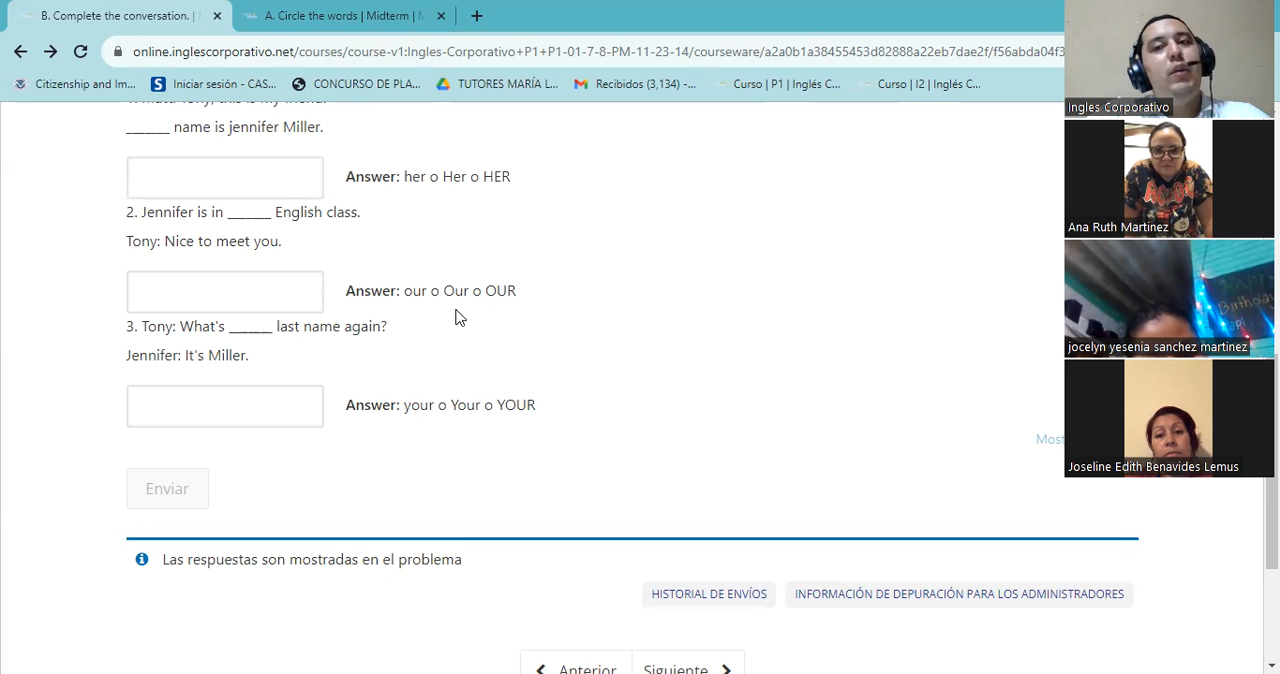 B. Complete the conversation. |
A. Circle the words | Midterm |
online.inglescorporativo.net/courses/course-v1:Ingles-Corporativo+P1+P1-01-7-8-PM-11-23-14/courseware/a2a0b1a38455453d82888a22eb7dae2f/f56abda04f3
Citizenship and Im...
Iniciar sesión - CAS...
CONCURSO DE PLA...
TUTORES MARÍA L...
Recibidos (3,134) -...
Curso | P1 | Inglés C...
Curso | I2 | Inglés C...
_______ name is jennifer Miller.
Answer: her o Her o HER
2. Jennifer is in _______ English class.
Tony: Nice to meet you.
Answer: our o Our o OUR
3. Tony: What's _______ last name again?
Jennifer: It's Miller.
Answer: your o Your o YOUR
Most
Enviar
Las respuestas son mostradas en el problema
HISTORIAL DE ENVÍOS
INFORMACIÓN DE DEPURACIÓN PARA LOS ADMINISTRADORES
Anterior
Siguiente
Ingles Corporativo
Ana Ruth Martinez
Birthday
jocelyn yesenia sanchez martinez
Joseline Edith Benavides Lemus